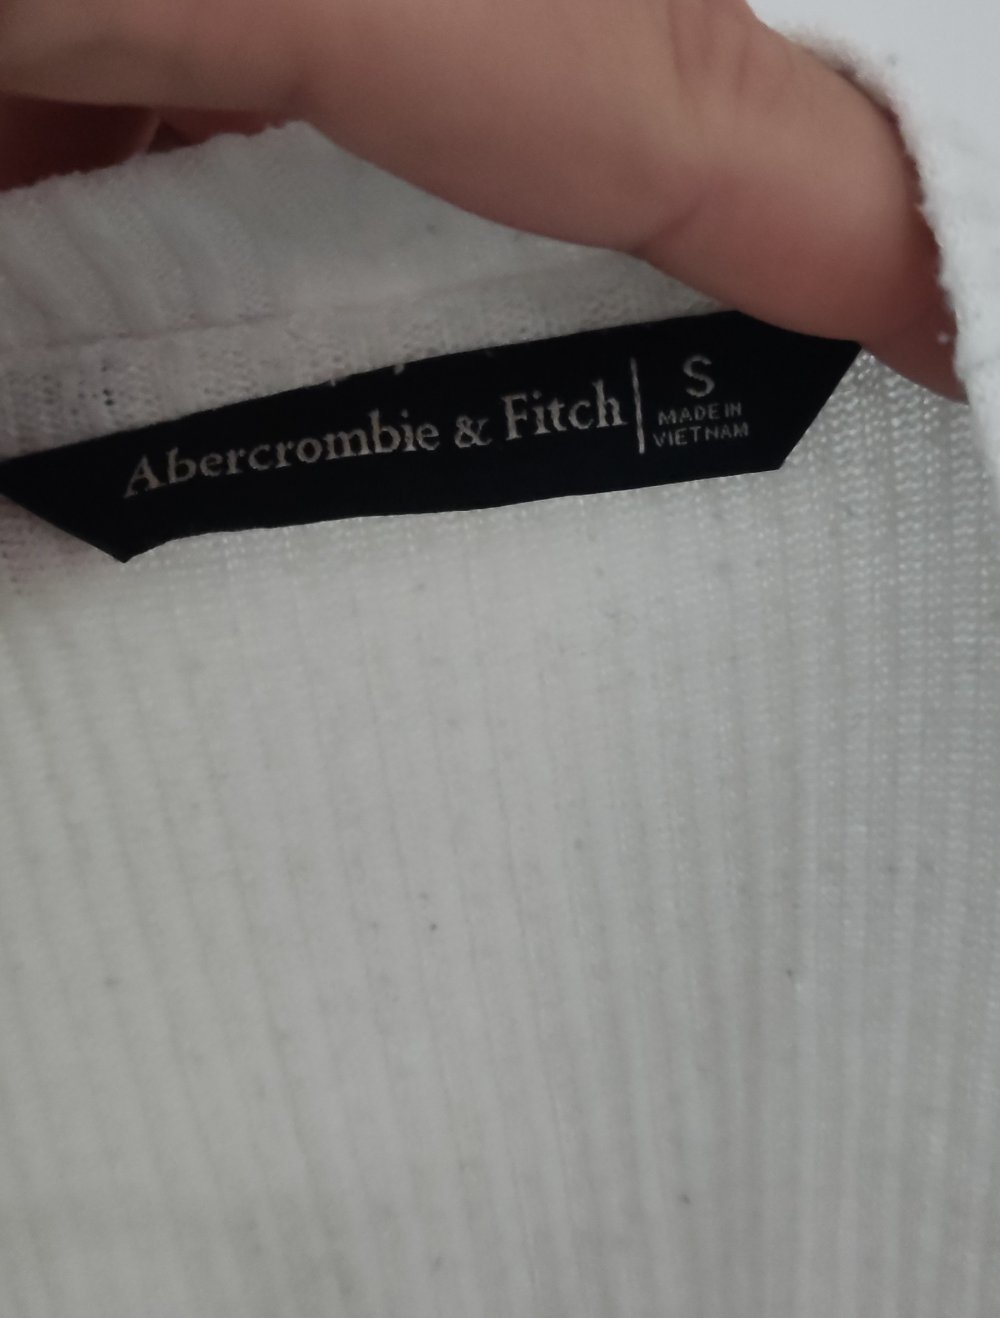 Abercrombie & Fitch
S
MADE IN
VIETNAM